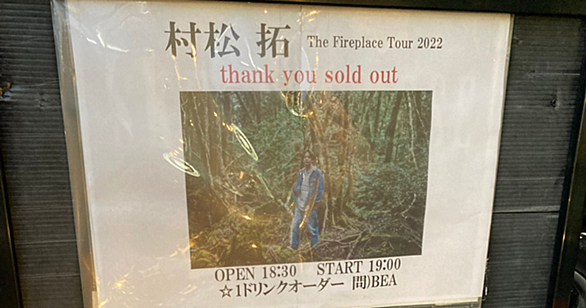 村松 拓 The Fireplace Tour 2022
thank you sold out
OPEN 18:30 START 19:00
☆1ドリンクオーダー 問)BEA